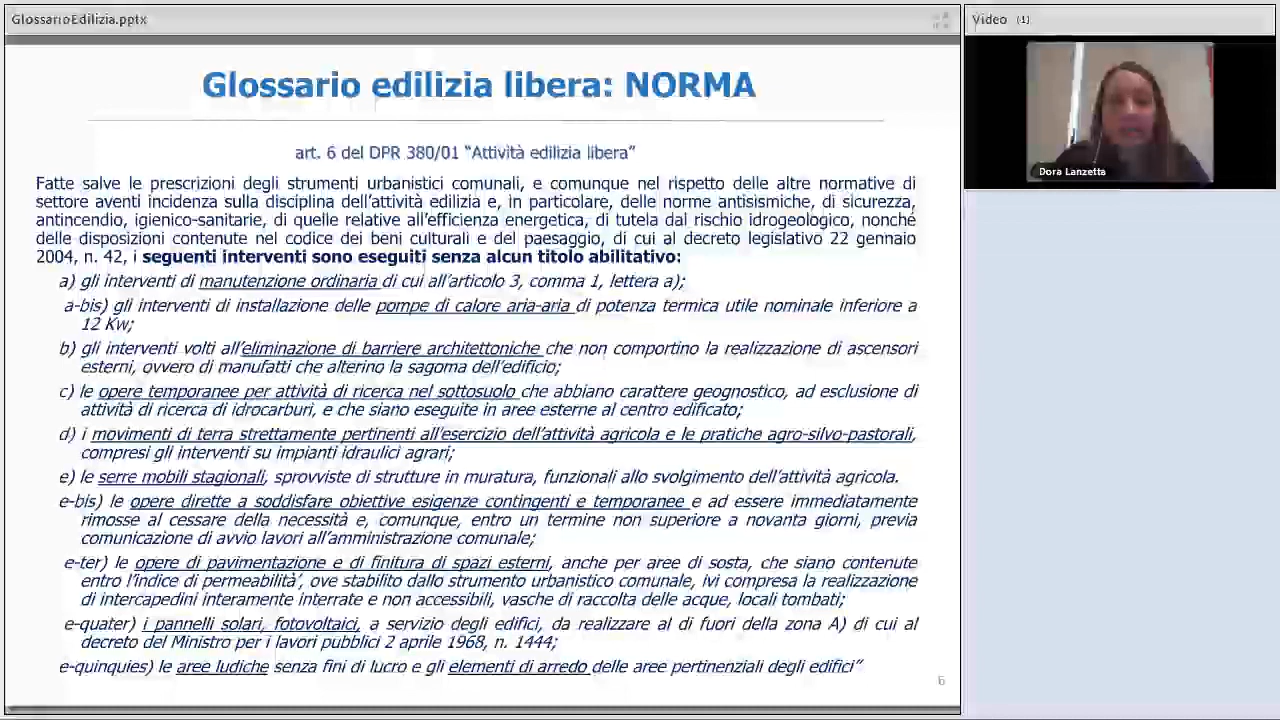 GlossarioEdilizia.pptx
Video (1)
Glossario edilizia libera: NORMA
Dora Lanzetta
art. 6 del DPR 380/01 “Attività edilizia libera”
Fatte salve le prescrizioni degli strumenti urbanistici comunali, e comunque nel rispetto delle altre normative di
settore aventi incidenza sulla disciplina dell’attività edilizia e, in particolare, delle norme antisismiche, di sicurezza,
antincendio, igienico-sanitarie, di quelle relative all’efficienza energetica, di tutela dal rischio idrogeologico, nonché
delle disposizioni contenute nel codice dei beni culturali e del paesaggio, di cui al decreto legislativo 22 gennaio
2004, n. 42, i seguenti interventi sono eseguiti senza alcun titolo abilitativo:
a) gli interventi di manutenzione ordinaria di cui all’articolo 3, comma 1, lettera a);
a-bis) gli interventi di installazione delle pompe di calore aria-aria di potenza termica utile nominale inferiore a
12 Kw;
b) gli interventi volti all’eliminazione di barriere architettoniche che non comportino la realizzazione di ascensori
esterni, ovvero di manufatti che alterino la sagoma dell’edificio;
c) le opere temporanee per attività di ricerca nel sottosuolo che abbiano carattere geognostico, ad esclusione di
attività di ricerca di idrocarburi, e che siano eseguite in aree esterne al centro edificato;
d) i movimenti di terra strettamente pertinenti all’esercizio dell’attività agricola e le pratiche agro-silvo-pastorali,
compresi gli interventi su impianti idraulici agrari;
e) le serre mobili stagionali, sprovviste di strutture in muratura, funzionali allo svolgimento dell’attività agricola.
e-bis) le opere dirette a soddisfare obiettive esigenze contingenti e temporanee e ad essere immediatamente
rimosse al cessare della necessità e, comunque, entro un termine non superiore a novanta giorni, previa
comunicazione di avvio lavori all’amministrazione comunale;
e-ter) le opere di pavimentazione e di finitura di spazi esterni, anche per aree di sosta, che siano contenute
entro l’indice di permeabilità’, ove stabilito dallo strumento urbanistico comunale, ivi compresa la realizzazione
di intercapedini interamente interrate e non accessibili, vasche di raccolta delle acque, locali tombati;
e-quater) i pannelli solari, fotovoltaici, a servizio degli edifici, da realizzare al di fuori della zona A) di cui al
decreto del Ministro per i lavori pubblici 2 aprile 1968, n. 1444;
e-quinquies) le aree ludiche senza fini di lucro e gli elementi di arredo delle aree pertinenziali degli edifici”
6